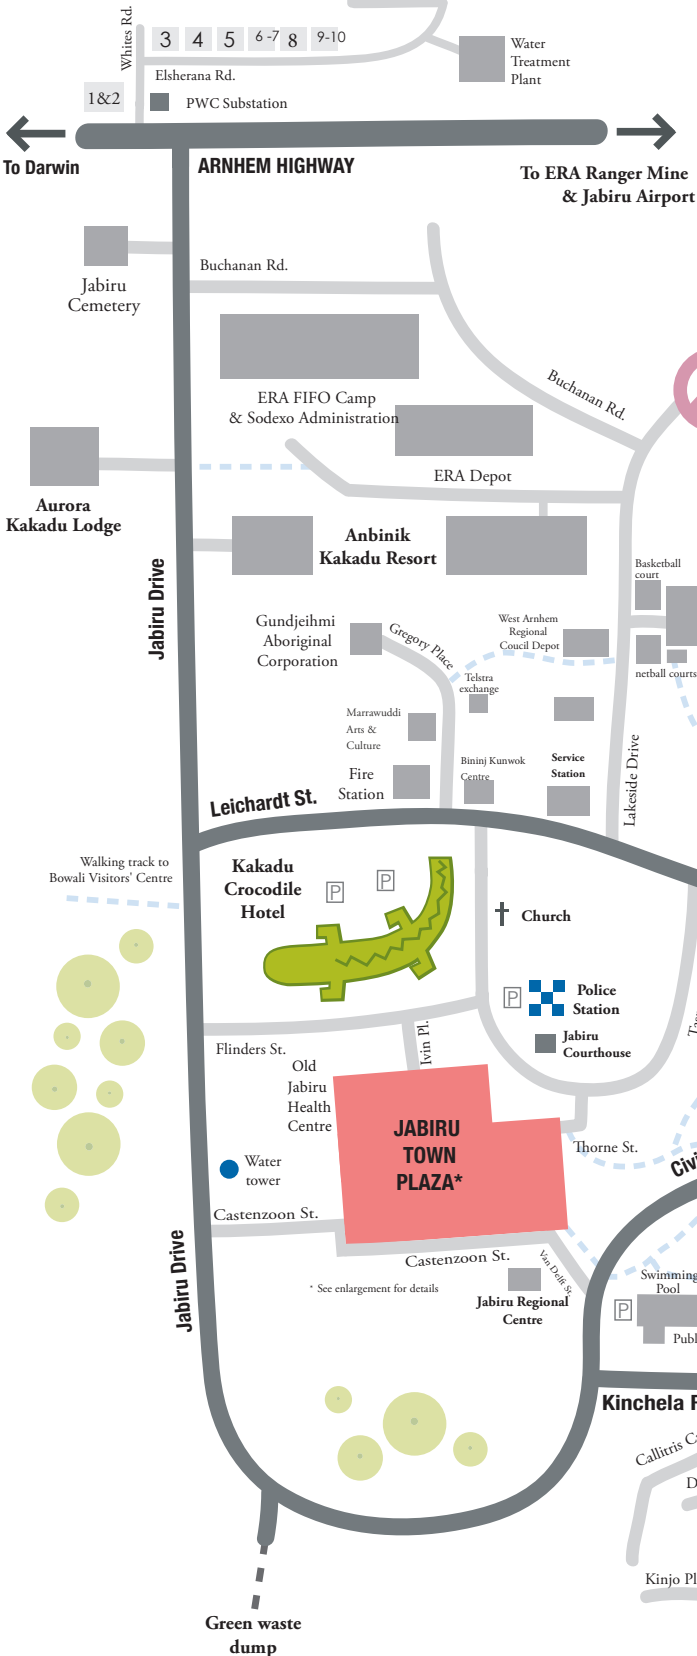 Whites Rd.
3 4 5 6 -7 8 9-10
Water
Treatment
Plant
Elsherana Rd.
1&2
PWC Substation
To Darwin
ARNHEM HIGHWAY
To ERA Ranger Mine
& Jabiru Airport
Jabiru
Cemetery
Buchanan Rd.
Buchanan Rd.
ERA FIFO Camp
& Sodexo Administration
ERA Depot
Aurora
Kakadu Lodge
Anbinik
Kakadu Resort
Jabiru Drive
Basketball
court
Gundjeihmi
Aboriginal
Corporation
Gregory Place
West Arnhem
Regional
Coucil Depot
netball courts
Telstra
exchange
Marrawuddi
Arts &
Culture
Fire
Station
Bininj Kunwok
Centre
Service
Station
Lakeside Drive
Leichardt St.
Walking track to
Bowali Visitors' Centre
Kakadu
Crocodile
Hotel
P
P
Church
P
Police
Station
Jabiru
Courthouse
Flinders St.
Ivin Pl.
Old
Jabiru
Health
Centre
JABIRU
TOWN
PLAZA*
Thorne St.
Civi
Water
tower
Castenzoon St.
Castenzoon St.
Van Delft St.
* See enlargement for details
Jabiru Regional
Centre
Jabiru Drive
Swimming
Pool
P
Publ
Kinchela R
Callitris C
D
Kinjo Pl
Green waste
dump